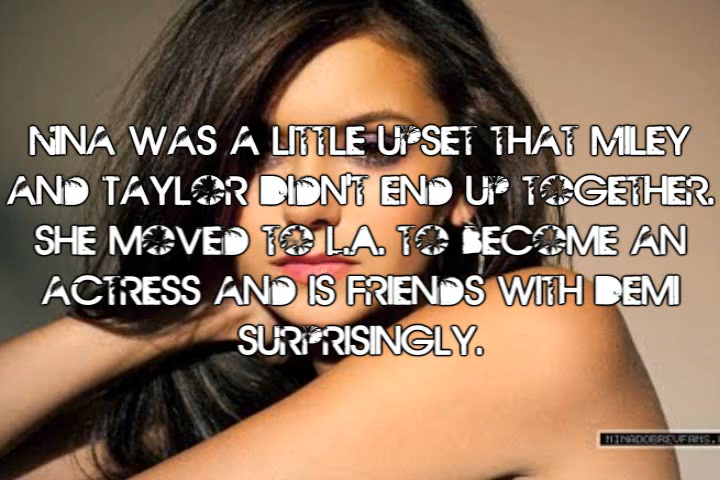 NINA WAS A LITTLE UPSET THAT MILEY
AND TAYLOR DIDN'T END UP TOGETHER.
SHE MOVED TO L.A. TO BECOME AN
ACTRESS AND IS FRIENDS WITH DEMI
SURPRISINGLY.
NINADOBREVFANS.